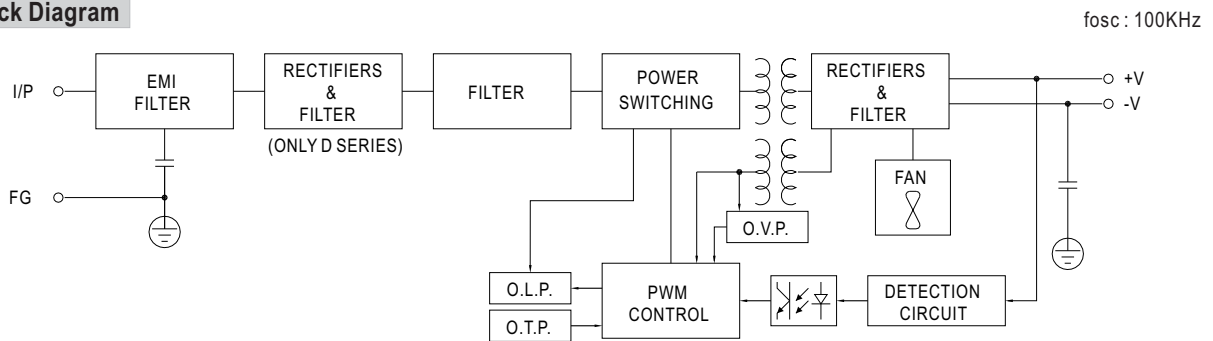 ck Diagram
fosc : 100KHz
I/P
EMI
FILTER
RECTIFIERS
&
FILTER
(ONLY D SERIES)
FILTER
POWER
SWITCHING
RECTIFIERS
&
FILTER
+V
-V
FG
FAN
O.V.P.
O.L.P.
O.T.P.
PWM
CONTROL
DETECTION
CIRCUIT